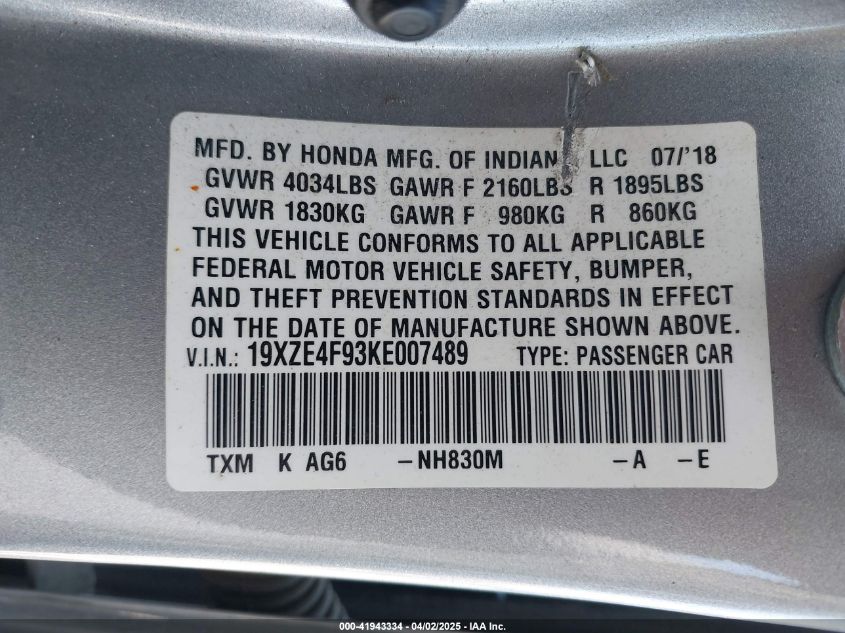 MFD. BY HONDA MFG. OF INDIAN LLC 07/'18
GVWR 4034LBS GAWR F 2160LBS R 1895LBS
GVWR 1830KG GAWR F 980KG R 860KG
THIS VEHICLE CONFORMS TO ALL APPLICABLE
FEDERAL MOTOR VEHICLE SAFETY, BUMPER,
AND THEFT PREVENTION STANDARDS IN EFFECT
ON THE DATE OF MANUFACTURE SHOWN ABOVE.
V.I.N.: 19XZE4F93KE007489 TYPE: PASSENGER CAR
TXM K AG6 –NH830M –A –E
000-41943334 | 04/02/2025 – IAA Inc.